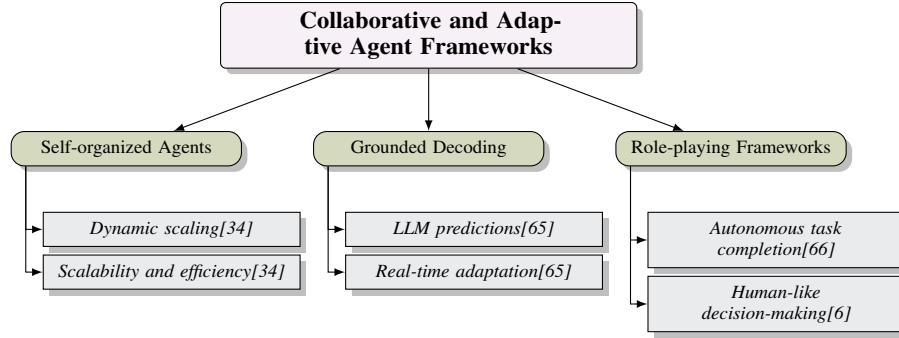 Collaborative and Adap-
tive Agent Frameworks
Self-organized Agents
Grounded Decoding
Role-playing Frameworks
Dynamic scaling[34]
Scalability and efficiency[34]
LLM predictions[65]
Real-time adaptation[65]
Autonomous task
completion[66]
Human-like
decision-making[6]